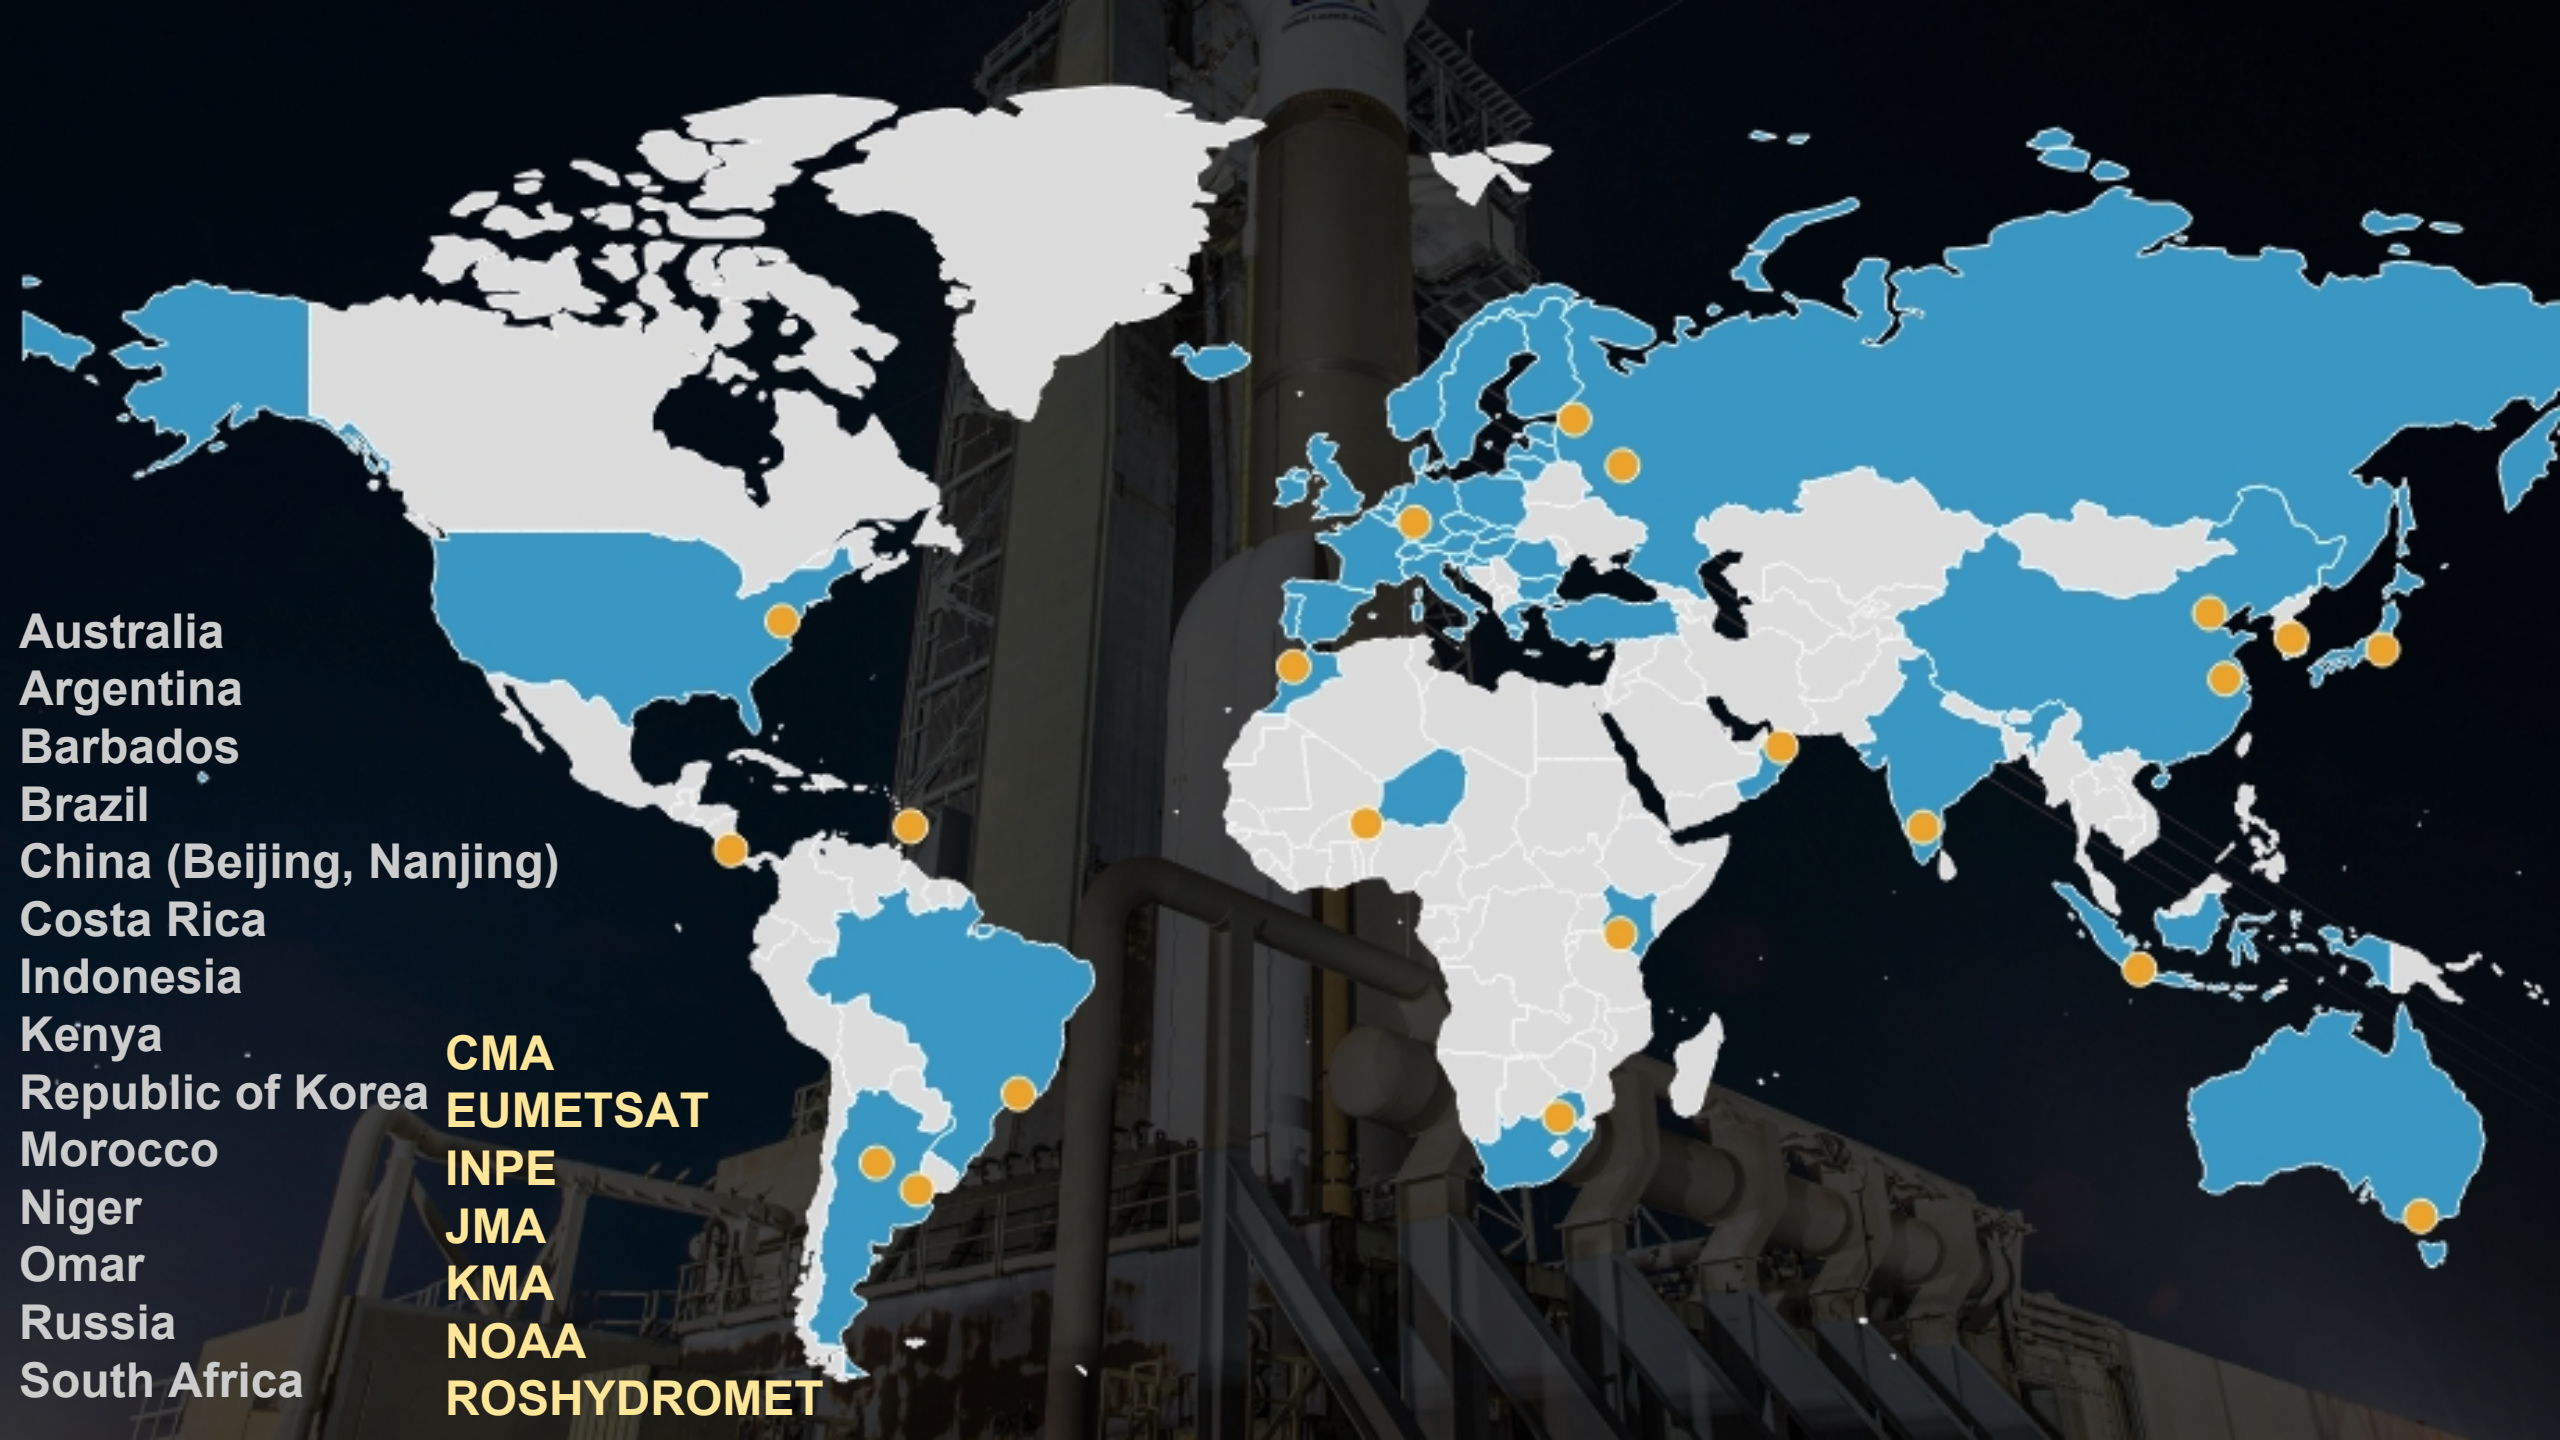 Australia
Argentina
Barbados
Brazil
China (Beijing, Nanjing)
Costa Rica
Indonesia
Kenya
Republic of Korea
Morocco
Niger
Omar
Russia
South Africa
CMA
EUMETSAT
INPE
JMA
KMA
NOAA
ROSHYDROMET